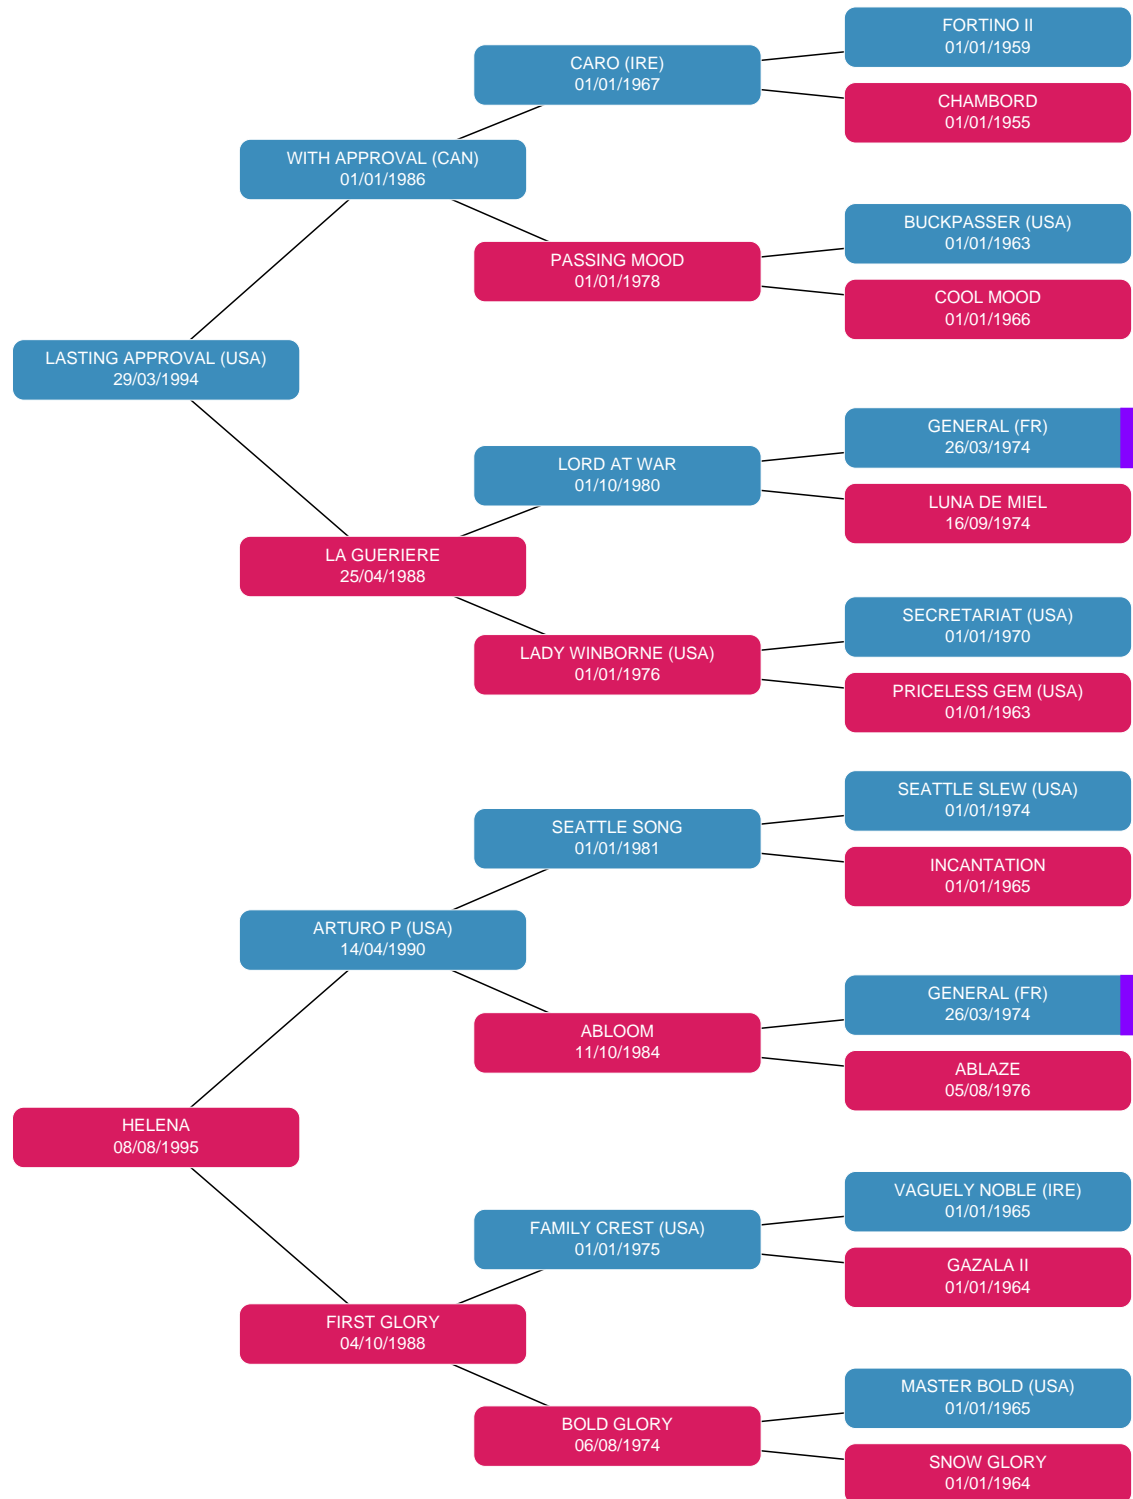 FORTINO II
01/01/1959
CARO (IRE)
01/01/1967
CHAMBORD
01/01/1955
WITH APPROVAL (CAN)
01/01/1986
BUCKPASSER (USA)
01/01/1963
PASSING MOOD
01/01/1978
COOL MOOD
01/01/1966
LASTING APPROVAL (USA)
29/03/1994
GENERAL (FR)
26/03/1974
LORD AT WAR
01/10/1980
LUNA DE MIEL
16/09/1974
LA GUERIERE
25/04/1988
SECRETARIAT (USA)
01/01/1970
LADY WINBORNE (USA)
01/01/1976
PRICELESS GEM (USA)
01/01/1963
SEATTLE SLEW (USA)
01/01/1974
SEATTLE SONG
01/01/1981
INCANTATION
01/01/1965
ARTURO P (USA)
14/04/1990
GENERAL (FR)
26/03/1974
ABLOOM
11/10/1984
ABLAZE
05/08/1976
HELENA
08/08/1995
VAGUELY NOBLE (IRE)
01/01/1965
FAMILY CREST (USA)
01/01/1975
GAZALA II
01/01/1964
FIRST GLORY
04/10/1988
MASTER BOLD (USA)
01/01/1965
BOLD GLORY
06/08/1974
SNOW GLORY
01/01/1964